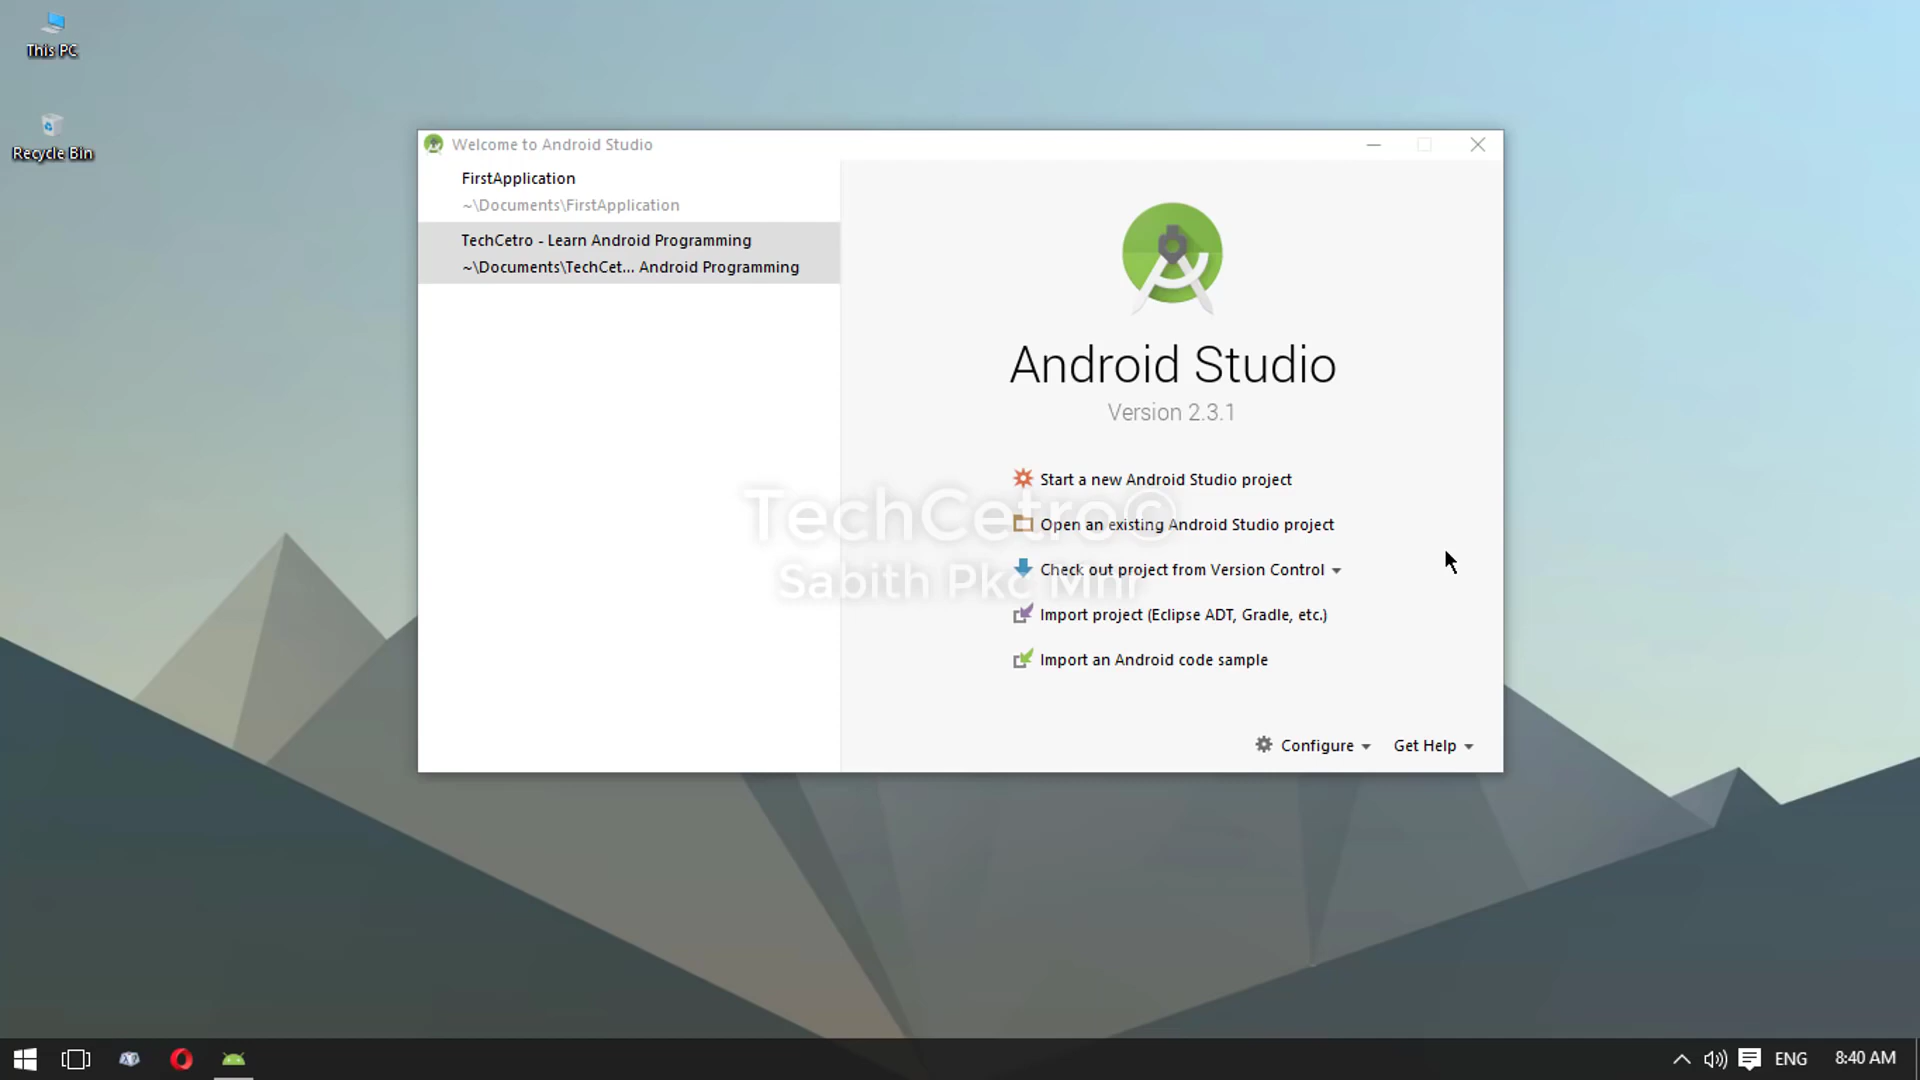 This PC
Recycle Bin
Welcome to Android Studio
FirstApplication
~\Documents\FirstApplication
TechCetro - Learn Android Programming
~\Documents\TechCet... Android Programming
Android Studio
Version 2.3.1
Start a new Android Studio project
Open an existing Android Studio project
Check out project from Version Control
Import project (Eclipse ADT, Gradle, etc.)
Import an Android code sample
Configure
Get Help
TechCetro©
Sabith Pkc Mnr
ENG
8:40 AM